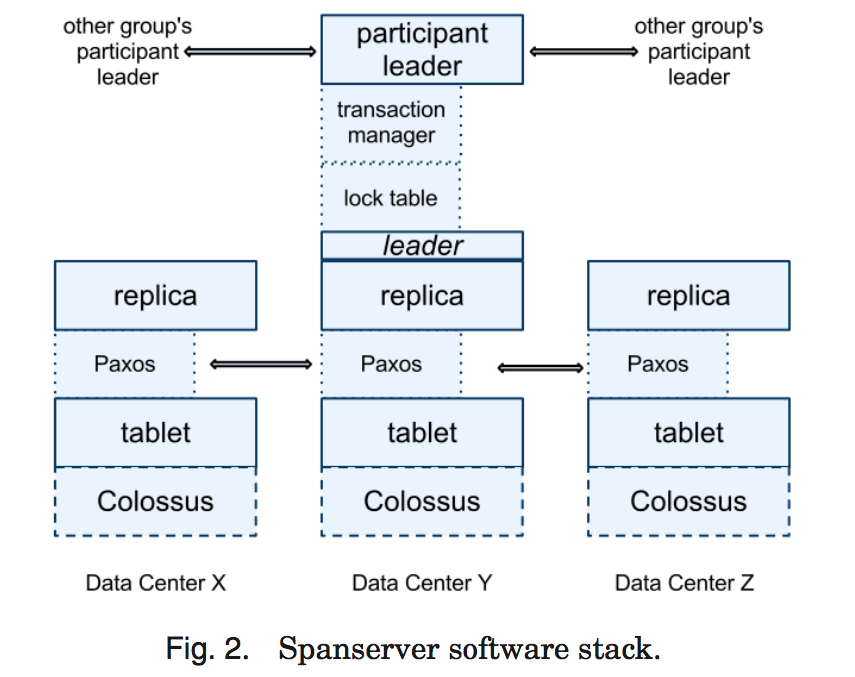 other group's
participant
leader
participant
leader
other group's
participant
leader
transaction
manager
lock table
leader
replica
replica
replica
Paxos
Paxos
Paxos
tablet
tablet
tablet
Colossus
Colossus
Colossus
Data Center X
Data Center Y
Data Center Z
Fig. 2. Spanserver software stack.